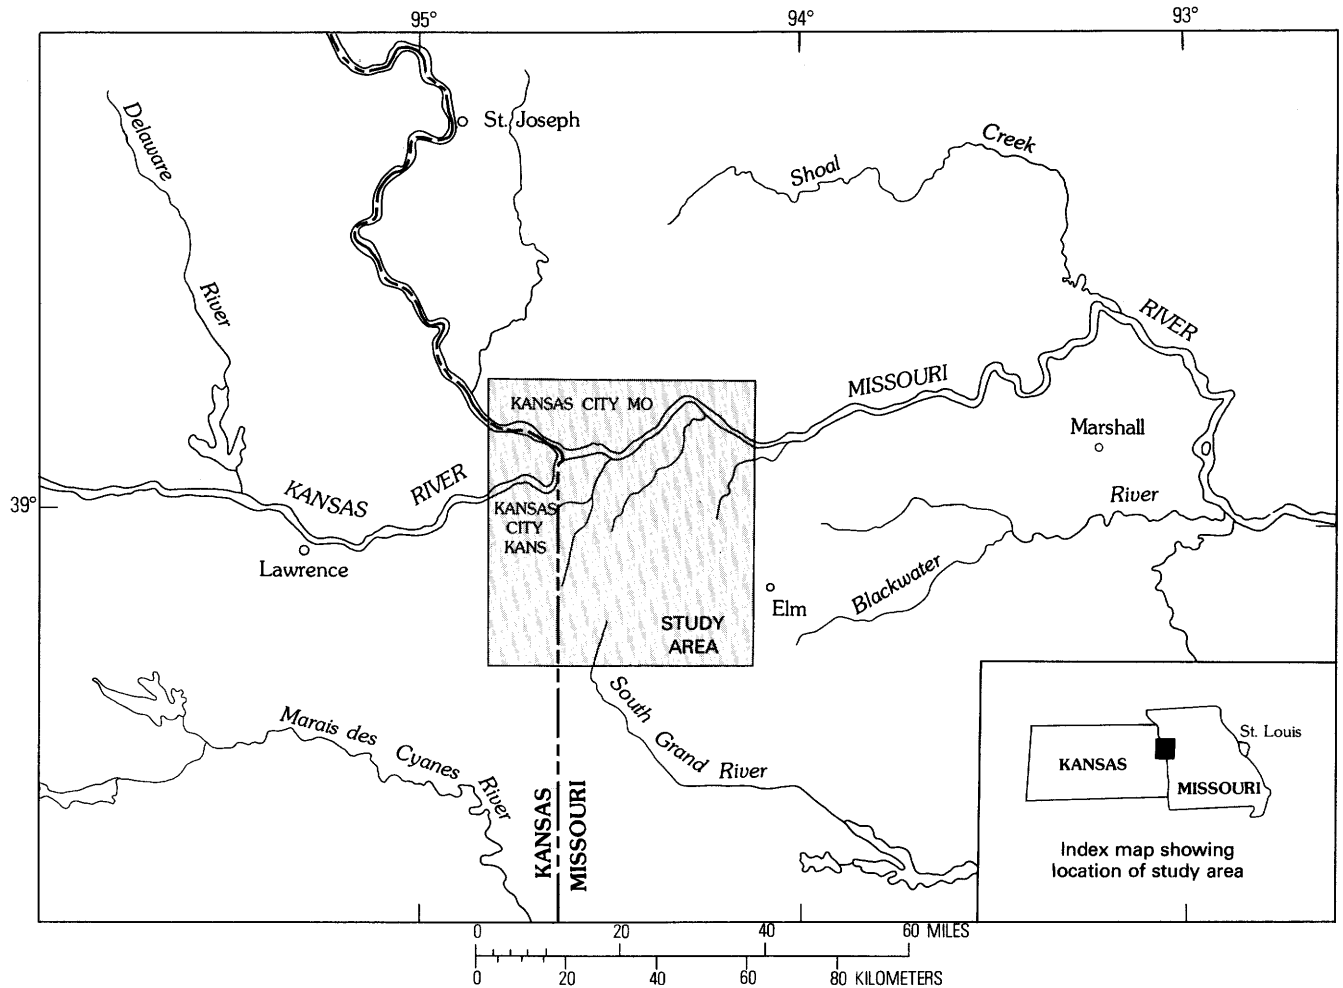 95°
94°
93°
Delaware
River
St. Joseph
Shoal
Creek
RIVER
MISSOURI
KANSAS CITY MO
Marshall
39°
KANSAS
RIVER
KANSAS
CITY
KANS
River
Lawrence
Blackwater
Elm
STUDY
AREA
South
Grand
River
Marais des
Cyanes
River
KANSAS
MISSOURI
St. Louis
KANSAS
MISSOURI
Index map showing
location of study area
0 20 40 60 MILES
0 20 40 60 80 KILOMETERS